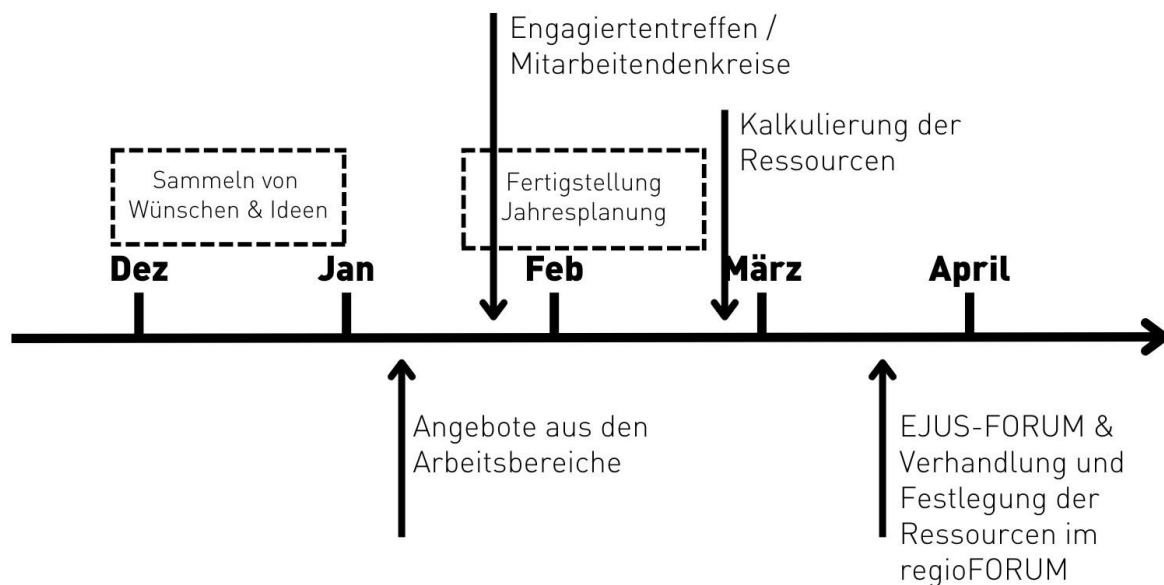 Engagiertentreffen /
Mitarbeitendenkreise
Kalkulierung der
Ressourcen
Sammeln von
Wünschen & Ideen
Fertigstellung
Jahresplanung
Dez
Jan
Feb
März
April
Angebote aus den
Arbeitsbereiche
EJUS-FORUM &
Verhandlung und
Festlegung der
Ressourcen im
regioFORUM